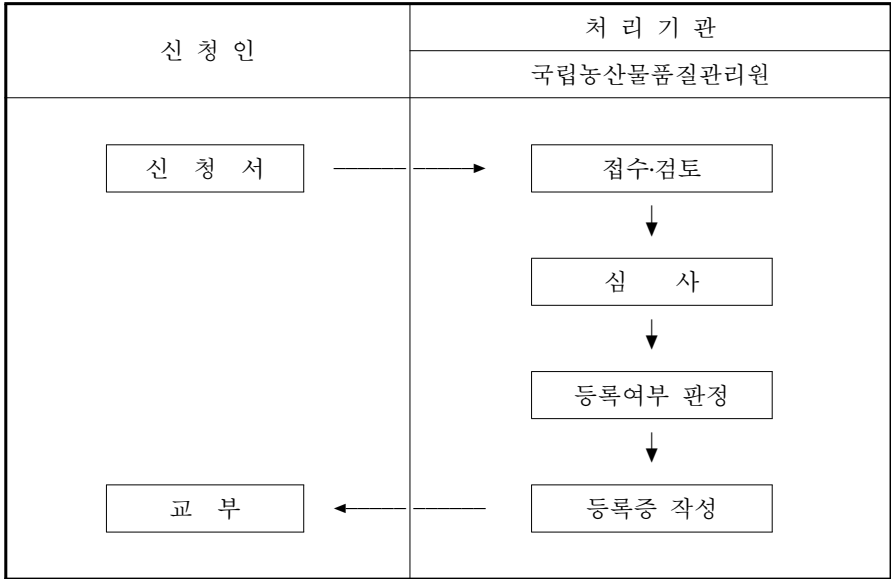 신 청 인
처 리 기 관
국립농산물품질관리원
신 청 서
접수·검토
심 사
등록여부 판정
교 부
등록증 작성